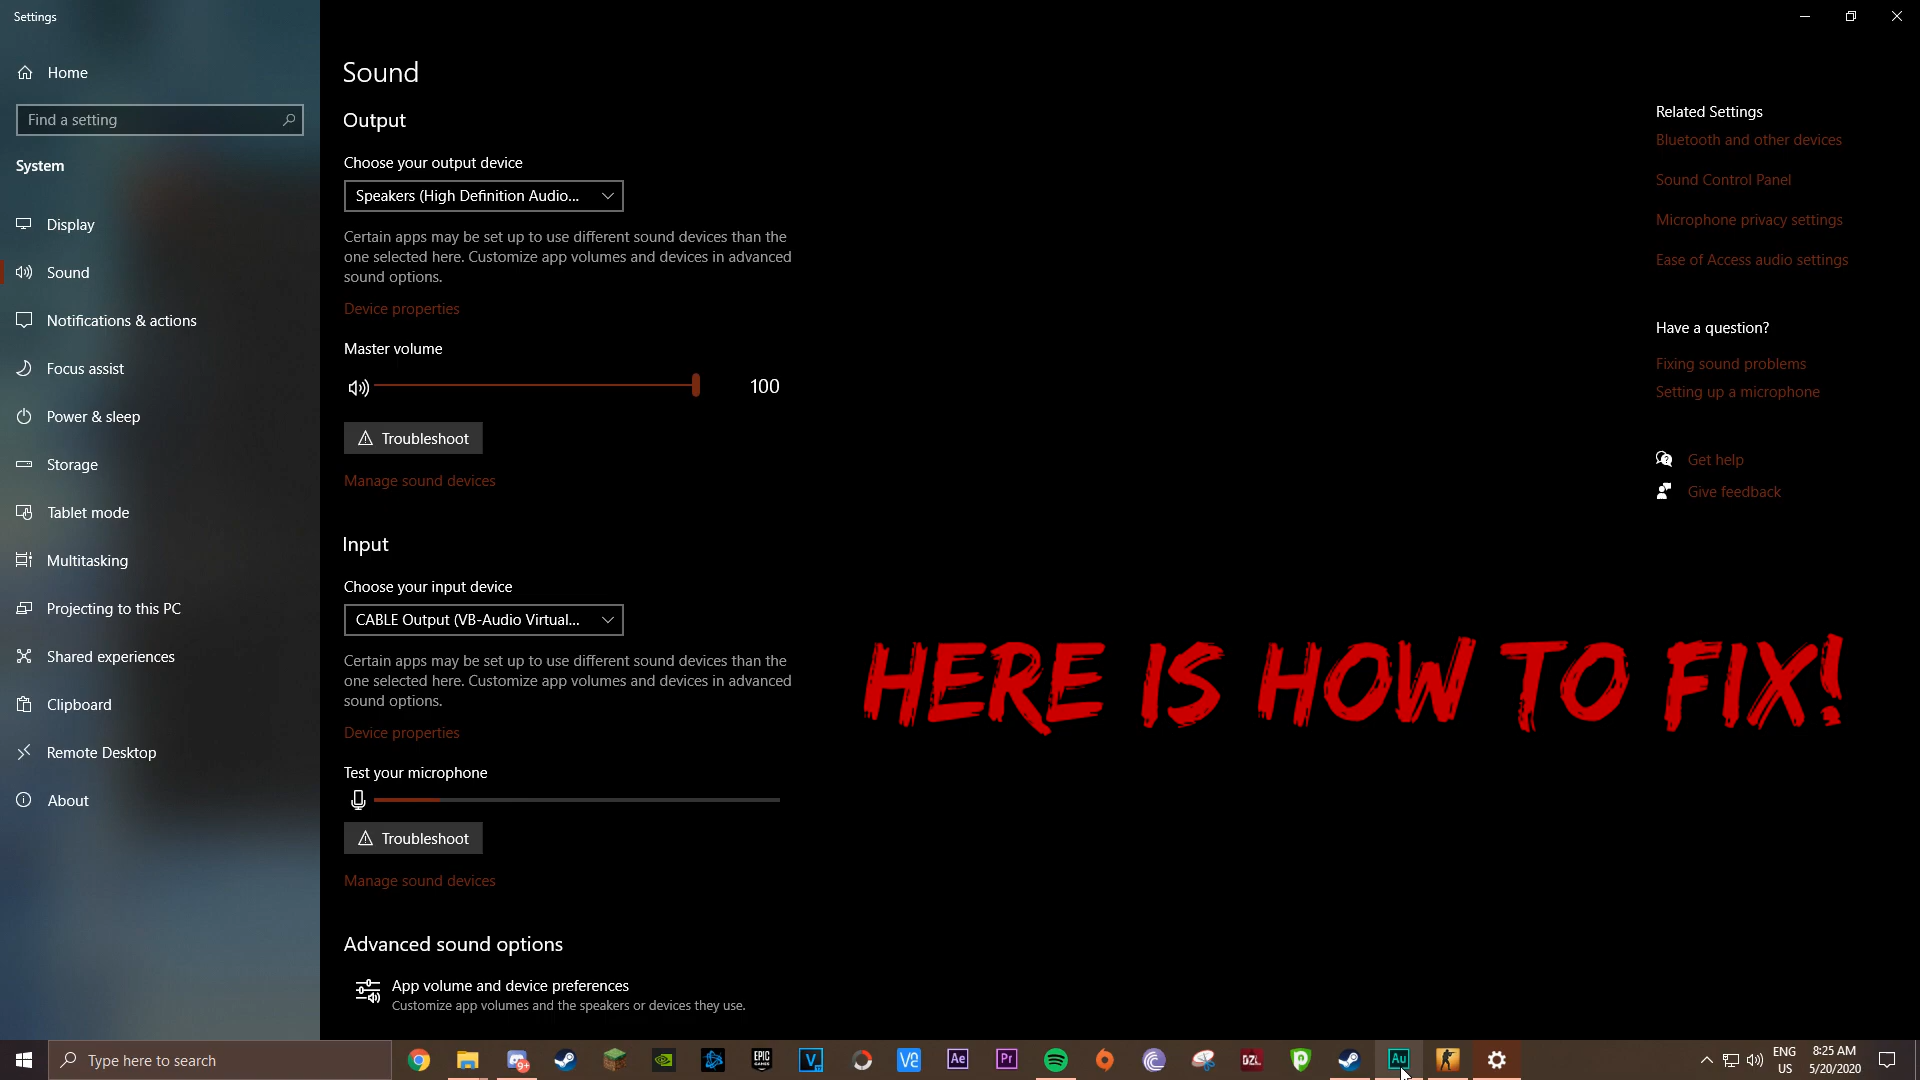 Settings
Home
Find a setting
System
Display
Sound
Notifications & actions
Focus assist
Power & sleep
Storage
Tablet mode
Multitasking
Projecting to this PC
Shared experiences
Clipboard
Remote Desktop
About
Sound
Output
Choose your output device
Speakers (High Definition Audio...
Certain apps may be set up to use different sound devices than the
one selected here. Customize app volumes and devices in advanced
sound options.
Device properties
Master volume
100
Troubleshoot
Manage sound devices
Input
Choose your input device
CABLE Output (VB-Audio Virtual...
Certain apps may be set up to use different sound devices than the
one selected here. Customize app volumes and devices in advanced
sound options.
Device properties
Test your microphone
Troubleshoot
Manage sound devices
Advanced sound options
App volume and device preferences
Customize app volumes and the speakers or devices they use.
HERE IS HOW TO FIX!
Related Settings
Bluetooth and other devices
Sound Control Panel
Microphone privacy settings
Ease of Access audio settings
Have a question?
Fixing sound problems
Setting up a microphone
Get help
Give feedback
Type here to search
9+
EPIC
GAMES
V
V2
Ae
Pr
DZL
Au
ENG
US
8:25 AM
5/20/2020